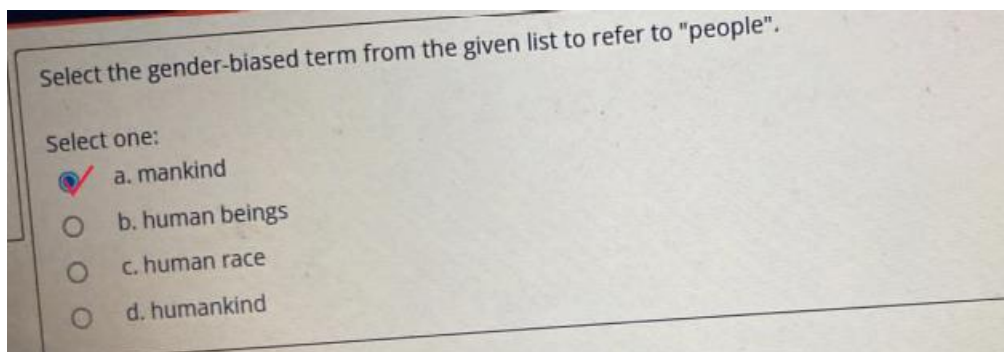 Select the gender-biased term from the given list to refer to "people".
Select one:
a. mankind
b. human beings
c. human race
d. humankind